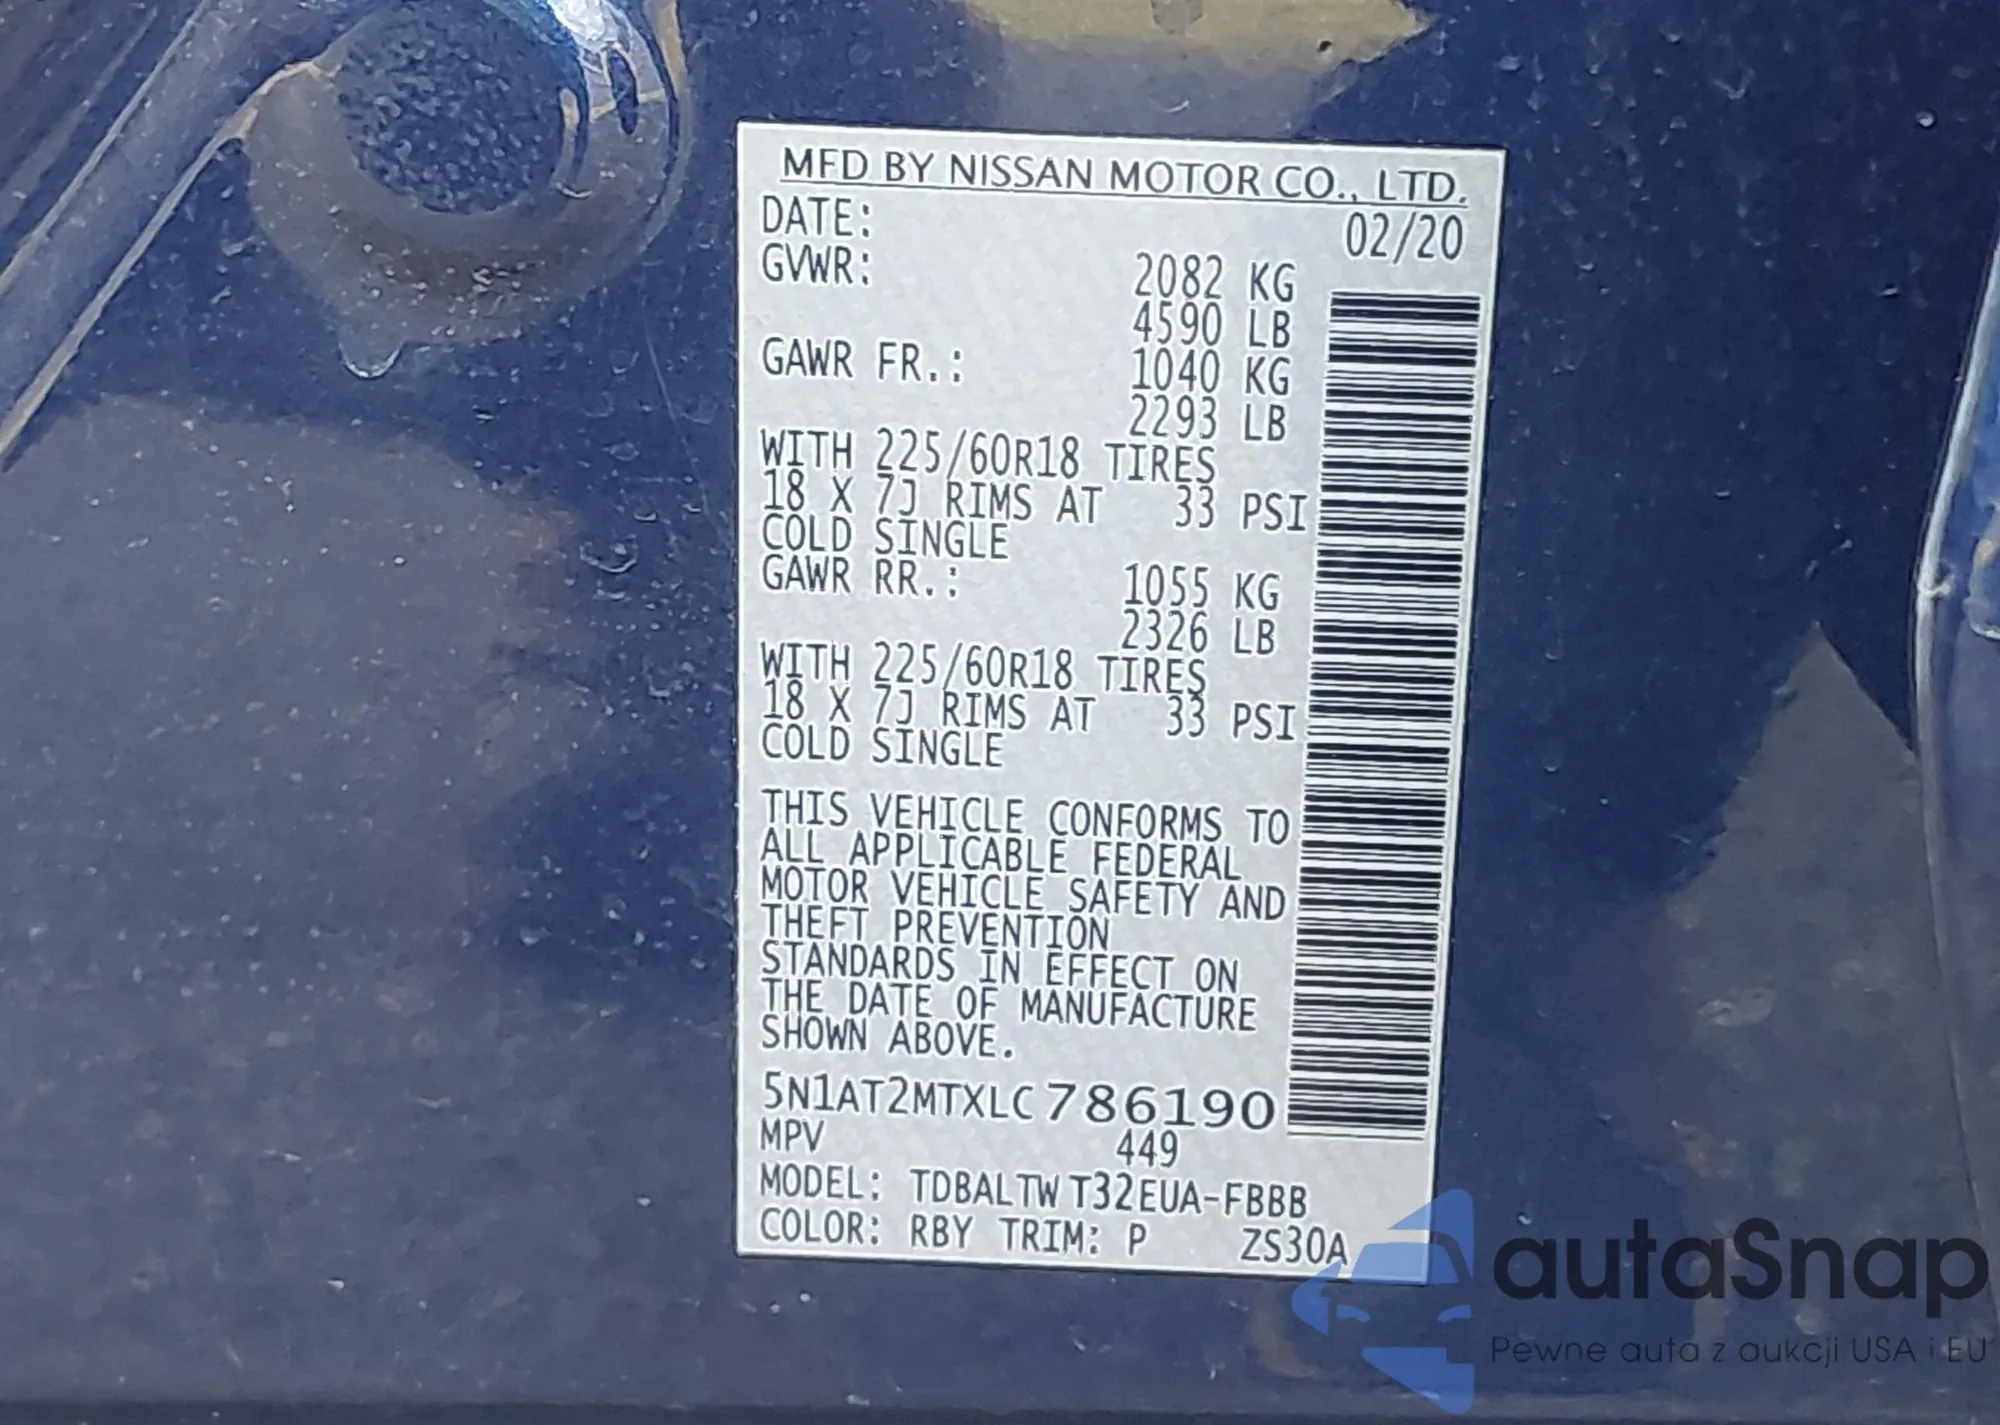 MFD BY NISSAN MOTOR CO., LTD.
DATE: 02/20
GVWR: 2082 KG
4590 LB
GAWR FR.: 1040 KG
2293 LB
WITH 225/60R18 TIRES
18 X 7J RIMS AT 33 PSI
COLD SINGLE
GAWR RR.: 1055 KG
2326 LB
WITH 225/60R18 TIRES
18 X 7J RIMS AT 33 PSI
COLD SINGLE
THIS VEHICLE CONFORMS TO
ALL APPLICABLE FEDERAL
MOTOR VEHICLE SAFETY AND
THEFT PREVENTION
STANDARDS IN EFFECT ON
THE DATE OF MANUFACTURE
SHOWN ABOVE.
5N1AT2MTXLC786190
MPV 449
MODEL: TDBALTW T32EUA-FBBB
COLOR: RBY TRIM: P ZS30A
autaSnap
Pewne auta z aukcji USA i EU